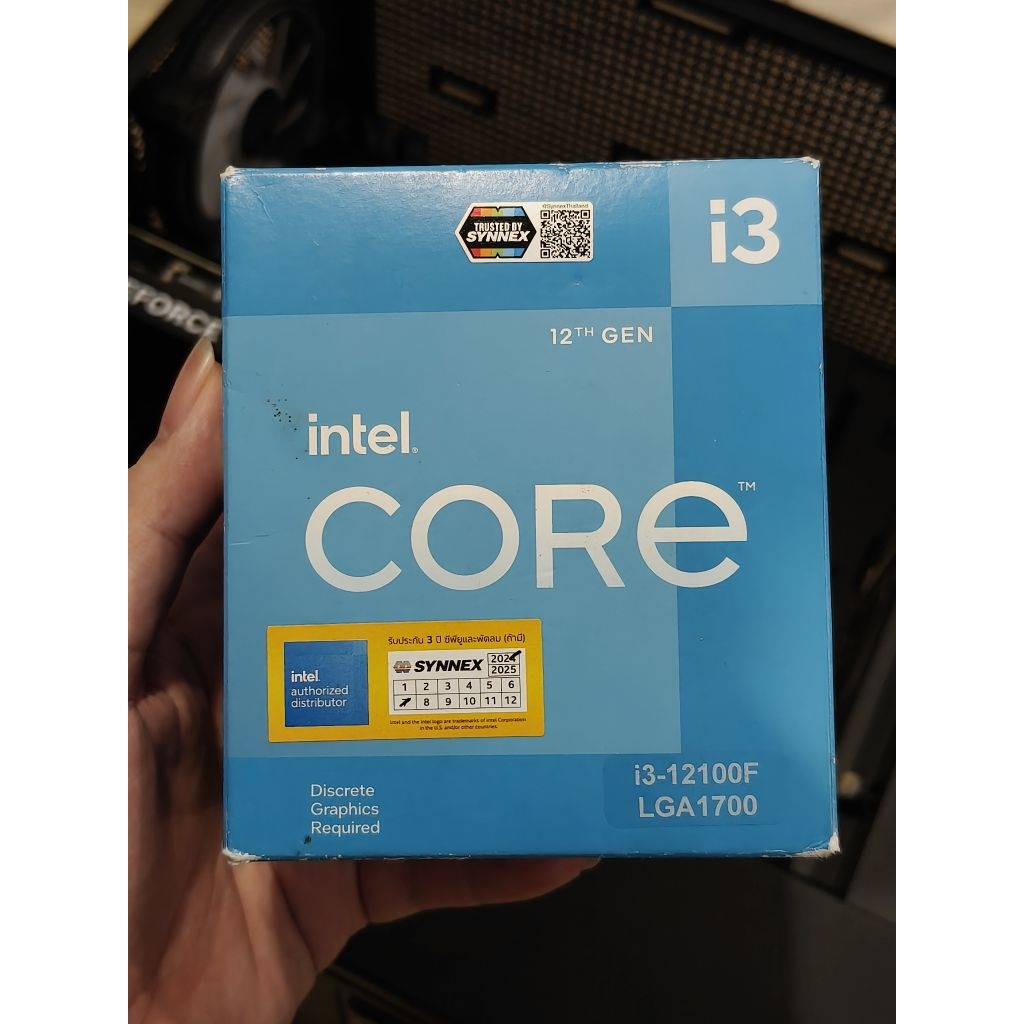 @SynnexThailand
TRUSTED BY
SYNNEX
i3
12TH GEN
FORCE
intel.
CORE™
รับประกัน 3 ปี ซีพียูและพัดลม (ถ้ามี)
intel.
authorized
distributor
SYNNEX
2024
2025
1 2 3 4 5 6
8 9 10 11 12
Intel and the Intel logo are trademarks of Intel Corporation
in the U.S. and/or other countries.
Discrete
Graphics
Required
i3-12100F
LGA1700